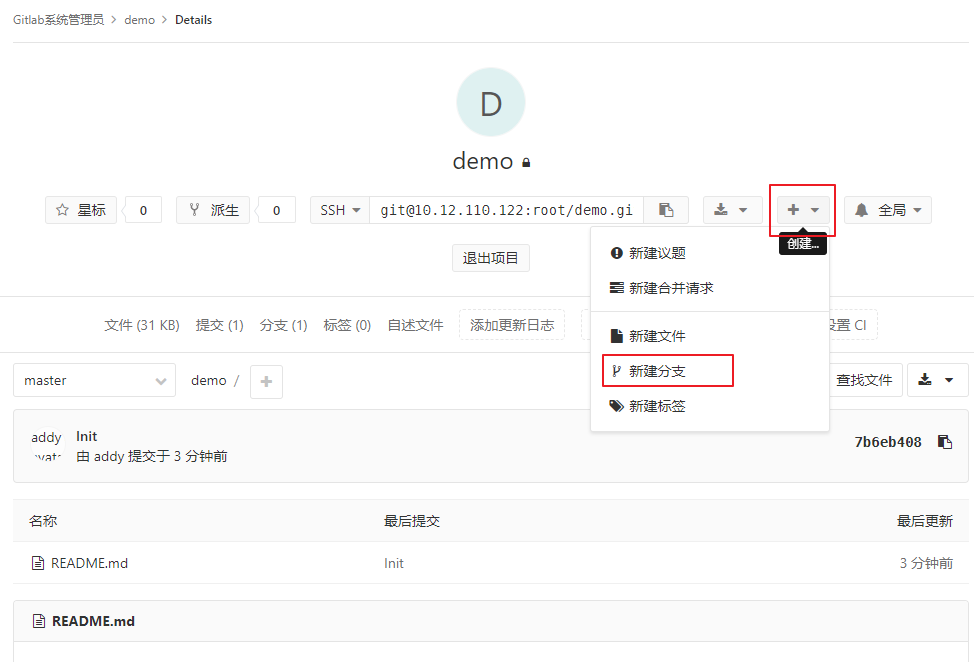 Gitlab系统管理员 > demo > Details
D
demo
星标 0 派生 0 SSH git@10.12.110.122:root/demo.gi 全局
创建...
退出项目
新建议题
新建合并请求
新建文件
新建分支
新建标签
文件 (31 KB) 提交 (1) 分支 (1) 标签 (0) 自述文件 添加更新日志 设置 CI
master demo / 查找文件
addy Init 7b6eb408
由 addy 提交于 3 分钟前
名称 最后提交 最后更新
README.md Init 3 分钟前
README.md